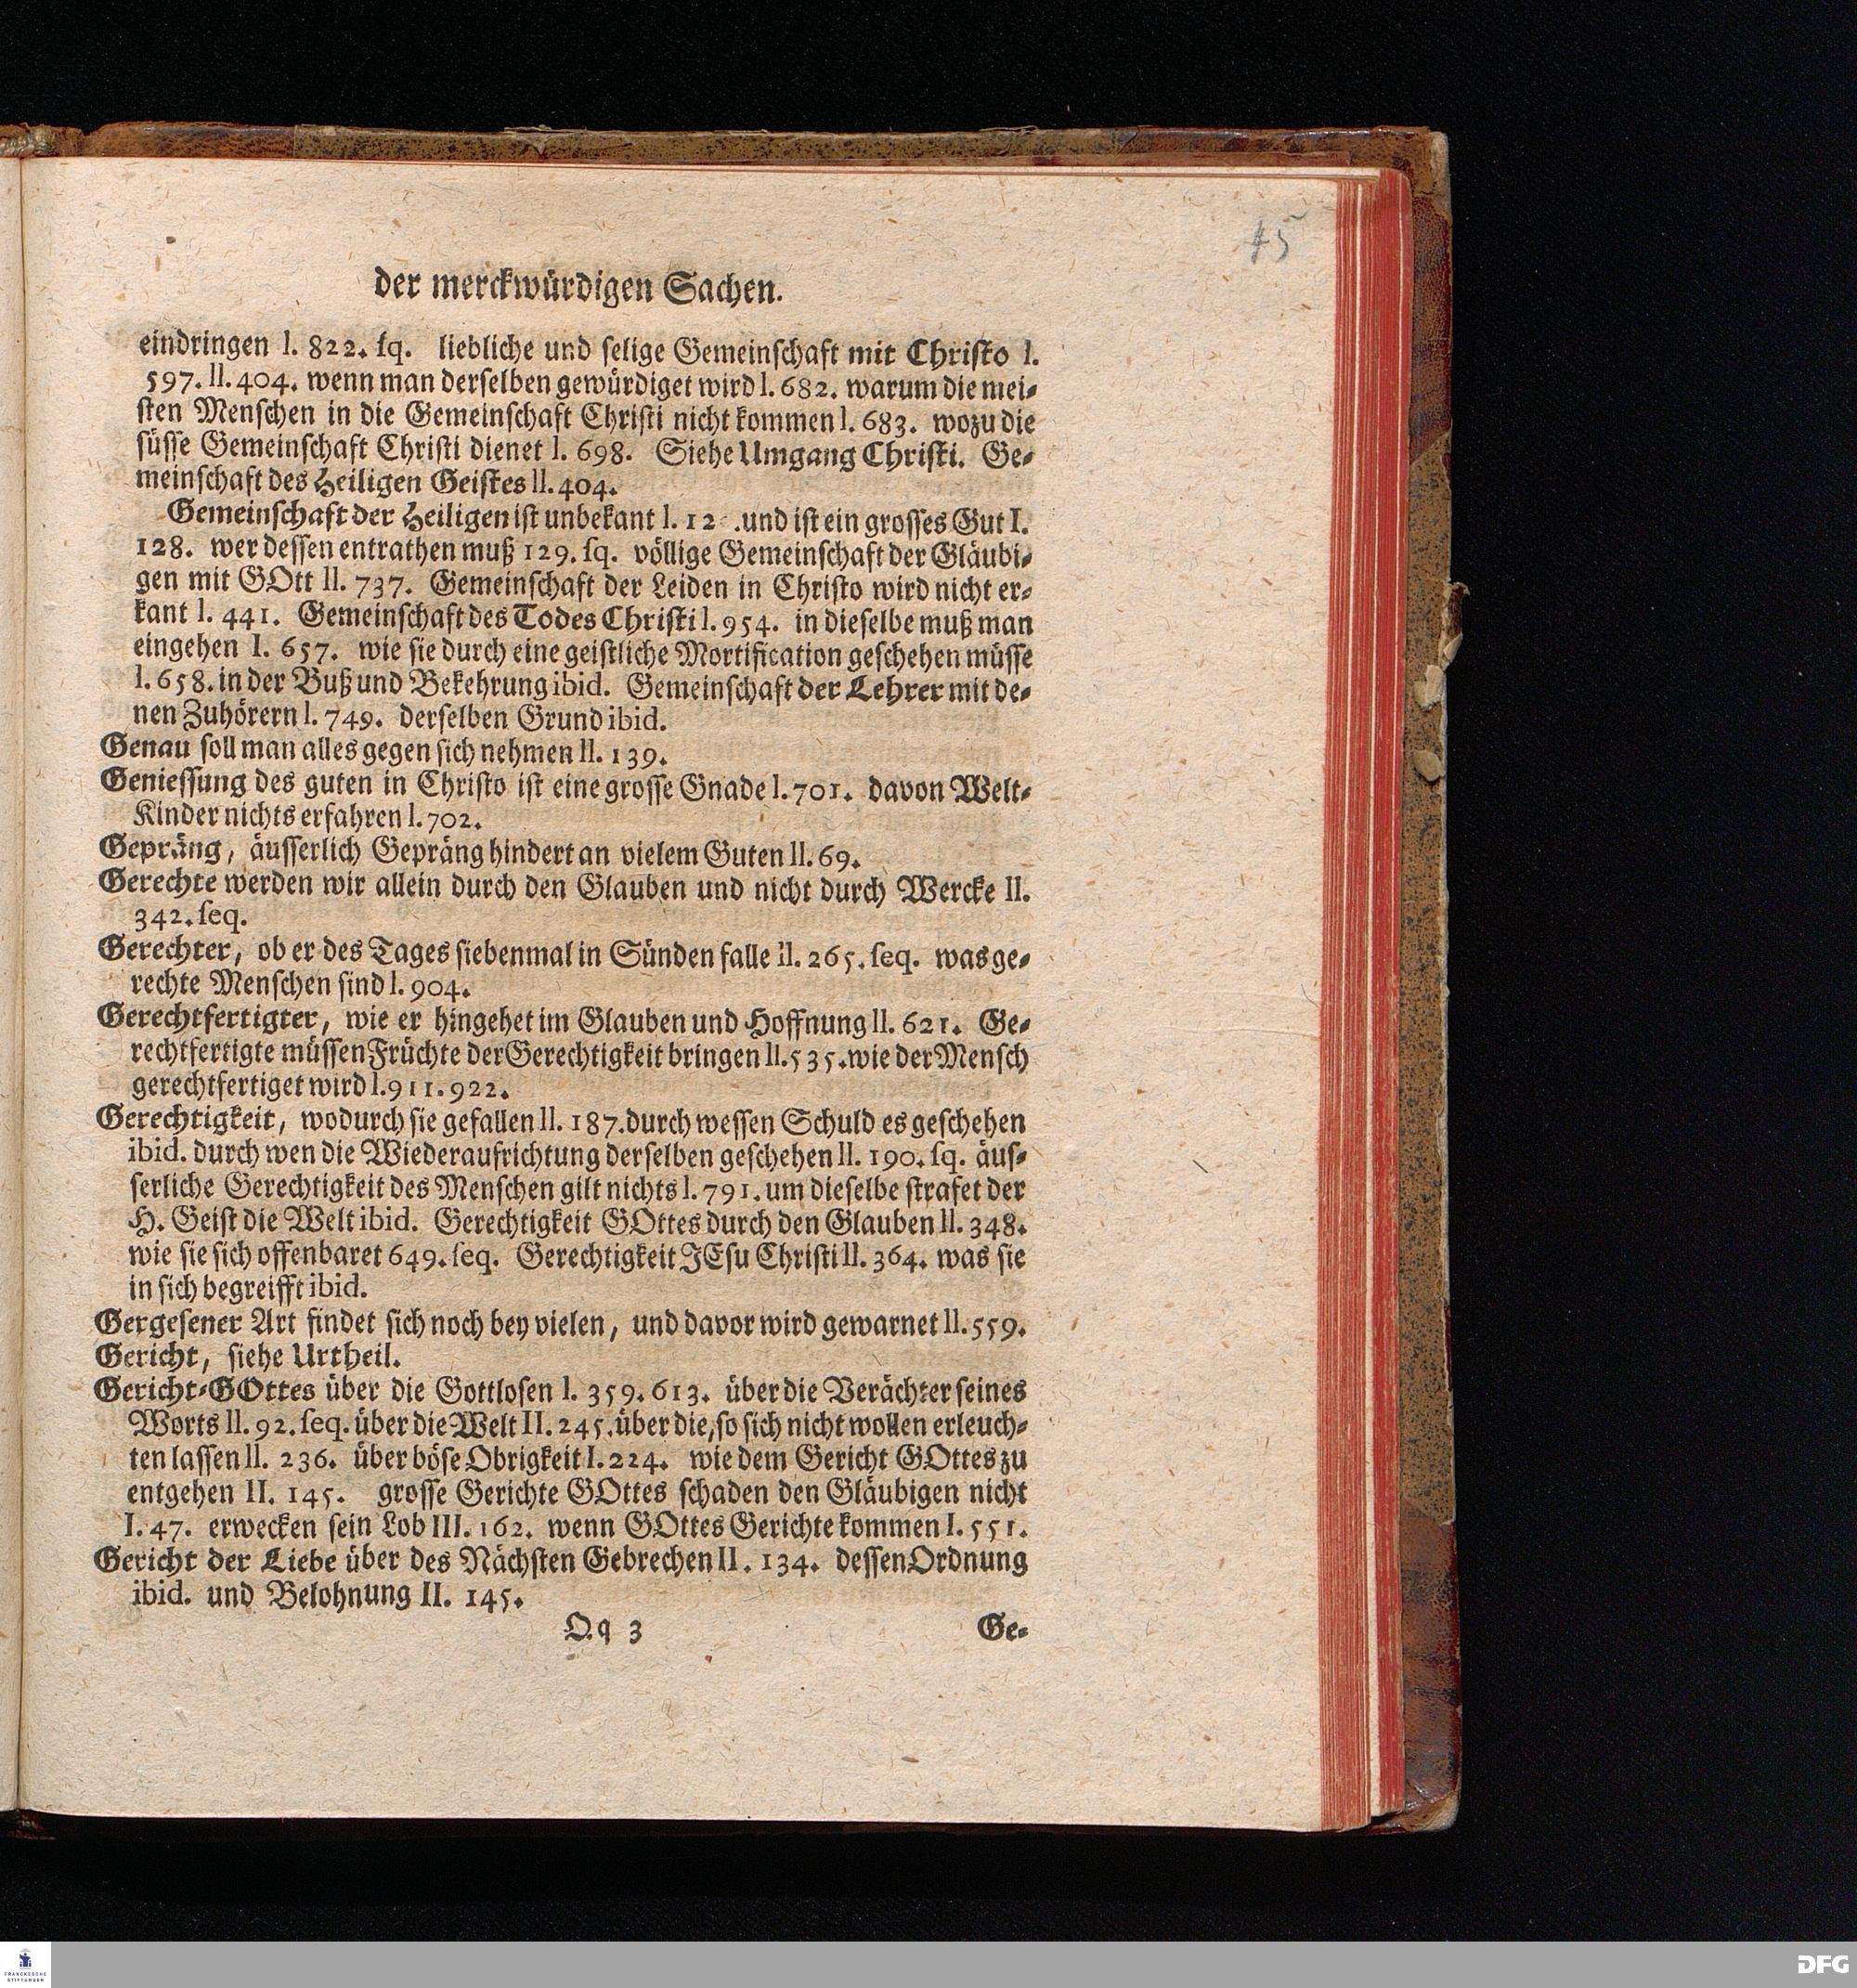 45
der merckwürdigen Sachen.
eindringen l. 822. ſq. liebliche und ſelige Gemeinſchaft mit Chriſto l.
597. ll. 404. wenn man derſelben gewürdiget wird l. 682. warum die mei-
ſten Menſchen in die Gemeinſchaft Chriſti nicht kommen l. 683. wozu die
ſüſſe Gemeinſchaft Chriſti dienet l. 698. Siehe Umgang Chriſti. Ge-
meinſchaft des Heiligen Geiſtes ll. 404.
Gemeinſchaft der Heiligen iſt unbekant l. 12 . und iſt ein groſſes Gut I.
128. wer deſſen entrathen muß 129. ſq. völlige Gemeinſchaft der Gläubi-
gen mit GOtt ll. 737. Gemeinſchaft der Leiden in Chriſto wird nicht er-
kant l. 441. Gemeinſchaft des Todes Chriſti l. 954. in dieſelbe muß man
eingehen I. 657. wie ſie durch eine geiſtliche Mortification geſchehen müſſe
l. 658. in der Buß und Bekehrung ibid. Gemeinſchaft der Lehrer mit de-
nen Zuhörern l. 749. derſelben Grund ibid.
Genau ſoll man alles gegen ſich nehmen ll. 139.
Genieſſung des guten in Chriſto iſt eine groſſe Gnade l. 701. davon Welt-
Kinder nichts erfahren l. 702.
Gepräng, äuſſerlich Gepräng hindert an vielem Guten ll. 69.
Gerechte werden wir allein durch den Glauben und nicht durch Wercke II.
342. ſeq.
Gerechter, ob er des Tages ſiebenmal in Sünden falle ll. 265. ſeq. was ge-
rechte Menſchen ſind l. 904.
Gerechtfertigter, wie er hingehet im Glauben und Hoffnung ll. 621. Ge-
rechtfertigte müſſen Früchte der Gerechtigkeit bringen ll. 535. wie der Menſch
gerechtfertiget wird l. 911. 922.
Gerechtigkeit, wodurch ſie gefallen ll. 187. durch weſſen Schuld es geſchehen
ibid. durch wen die Wiederaufrichtung derſelben geſchehen ll. 190. ſq. äuſ-
ſerliche Gerechtigkeit des Menſchen gilt nichts l. 791. um dieſelbe ſtrafet der
H. Geiſt die Welt ibid. Gerechtigkeit GOttes durch den Glauben ll. 348.
wie ſie ſich offenbaret 649. ſeq. Gerechtigkeit JEſu Chriſti ll. 364. was ſie
in ſich begreifft ibid.
Gergeſener Art findet ſich noch bey vielen, und davor wird gewarnet ll. 559.
Gericht, ſiehe Urtheil.
Gericht-GOttes über die Gottloſen l. 359. 613. über die Verächter ſeines
Worts ll. 92. ſeq. über die Welt II. 245. über die, ſo ſich nicht wollen erleuch-
ten laſſen ll. 236. über böſe Obrigkeit I. 224. wie dem Gericht GOttes zu
entgehen II. 145. groſſe Gerichte GOttes ſchaden den Gläubigen nicht
I. 47. erwecken ſein Lob III. 162. wenn GOttes Gerichte kommen I. 551.
Gericht der Liebe über des Nächſten Gebrechen II. 134. deſſen Ordnung
ibid. und Belohnung II. 145.
Qq 3 Ge-
FRANCKESCHE
STIFTUNGEN
DFG